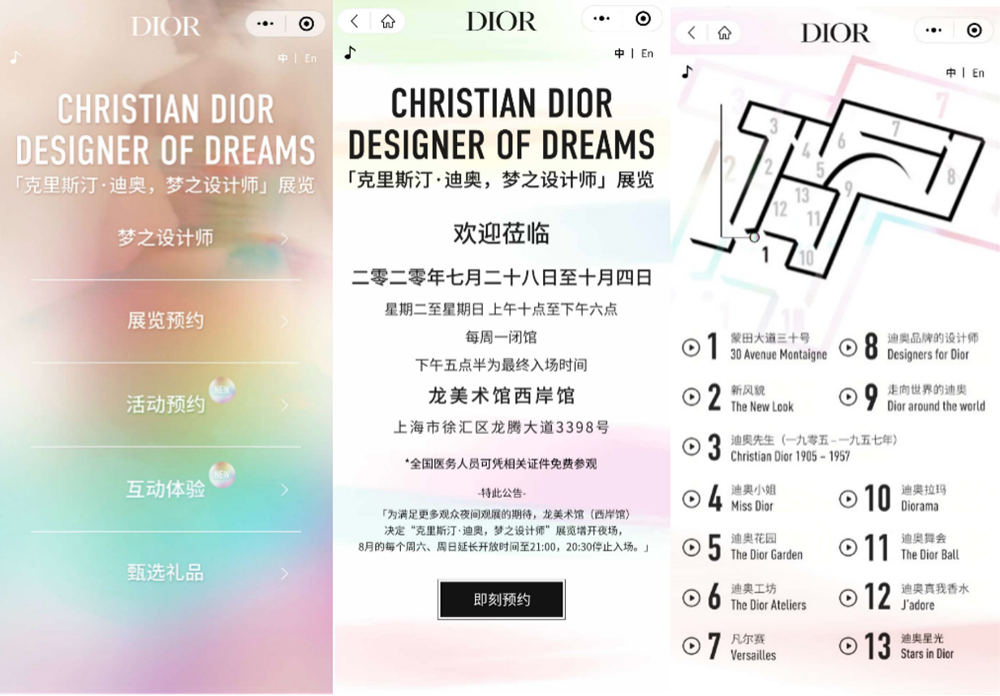 DIOR
中 | En
CHRISTIAN DIOR
DESIGNER OF DREAMS
「克里斯汀·迪奥，梦之设计师」展览
梦之设计师
展览预约
活动预约
NEW
互动体验
NEW
甄选礼品
DIOR
中 | En
CHRISTIAN DIOR
DESIGNER OF DREAMS
「克里斯汀·迪奥，梦之设计师」展览
欢迎莅临
二零二零年七月二十八日至十月四日
星期二至星期日 上午十点至下午六点
每周一闭馆
下午五点半为最终入场时间
龙美术馆西岸馆
上海市徐汇区龙腾大道3398号
*全国医务人员可凭相关证件免费参观
-特此公告-
「为满足更多观众夜间观展的期待，龙美术馆（西岸馆）
决定“克里斯汀·迪奥，梦之设计师”展览增开夜场，
8月的每个周六、周日延长开放时间至21:00，20:30停止入场。」
即刻预约
DIOR
中 | En
3
7
3
7
6
4
2
2
5
8
9
13
12
11
10
1
10
1 蒙田大道三十号
30 Avenue Montaigne
8 迪奥品牌的设计师
Designers for Dior
2 新风貌
The New Look
9 走向世界的迪奥
Dior around the world
3 迪奥先生（一九零五 – 一九五七年）
Christian Dior 1905 – 1957
4 迪奥小姐
Miss Dior
10 迪奥拉玛
Diorama
5 迪奥花园
The Dior Garden
11 迪奥舞会
The Dior Ball
6 迪奥工坊
The Dior Ateliers
12 迪奥真我香水
J'adore
7 凡尔赛
Versailles
13 迪奥星光
Stars in Dior